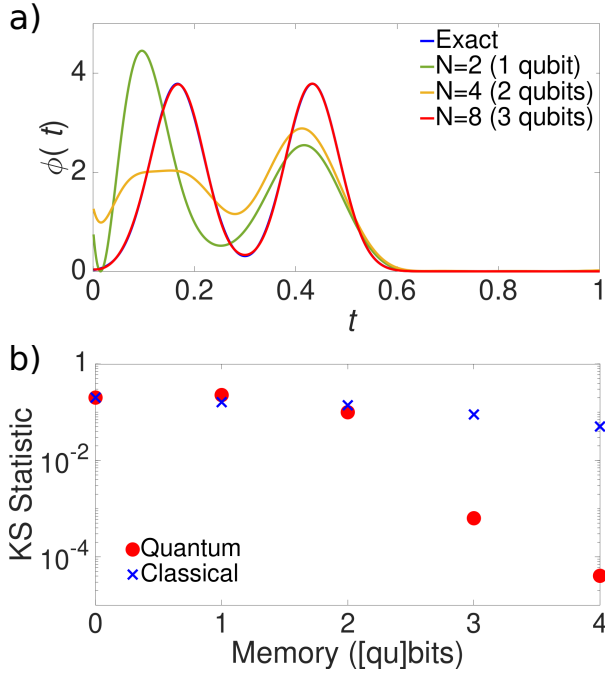 a)
Exact
N=2 (1 qubit)
N=4 (2 qubits)
N=8 (3 qubits)
ϕ( t)
4
2
0
0 0.2 0.4 0.6 0.8 1
t
b)
KS Statistic
1
10^-2
10^-4
Quantum
Classical
0 1 2 3 4
Memory ([qu]bits)